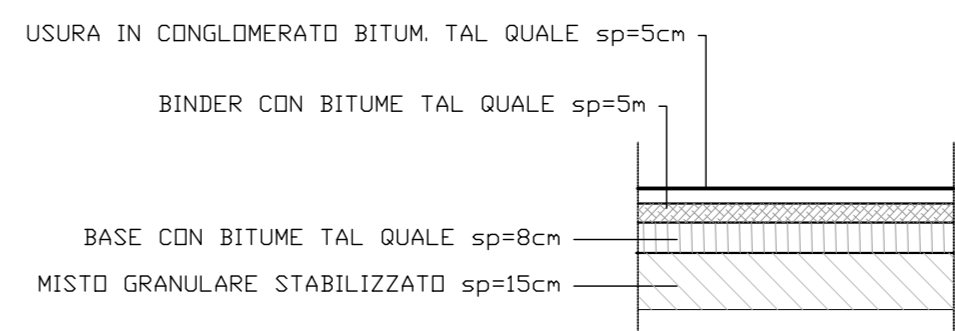 USURA IN CONGLOMERATO BITUM. TAL QUALE sp=5cm
BINDER CON BITUME TAL QUALE sp=5m
BASE CON BITUME TAL QUALE sp=8cm
MISTO GRANULARE STABILIZZATO sp=15cm